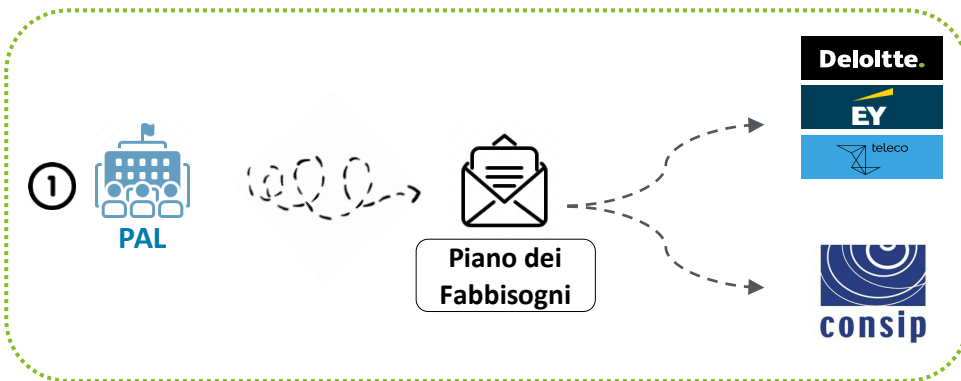 1
PAL
Piano dei
Fabbisogni
Deloitte.
EY
teleco
consip